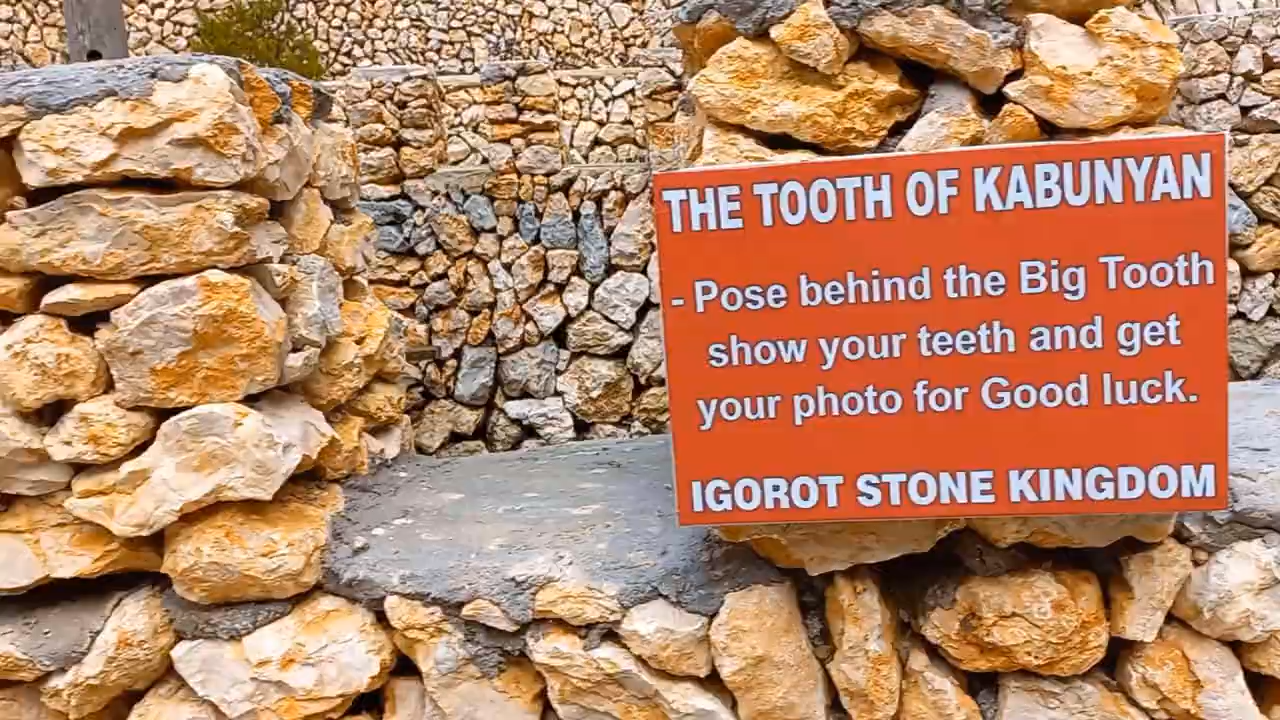 THE TOOTH OF KABUNYAN
- Pose behind the Big Tooth
show your teeth and get
your photo for Good luck.
IGOROT STONE KINGDOM